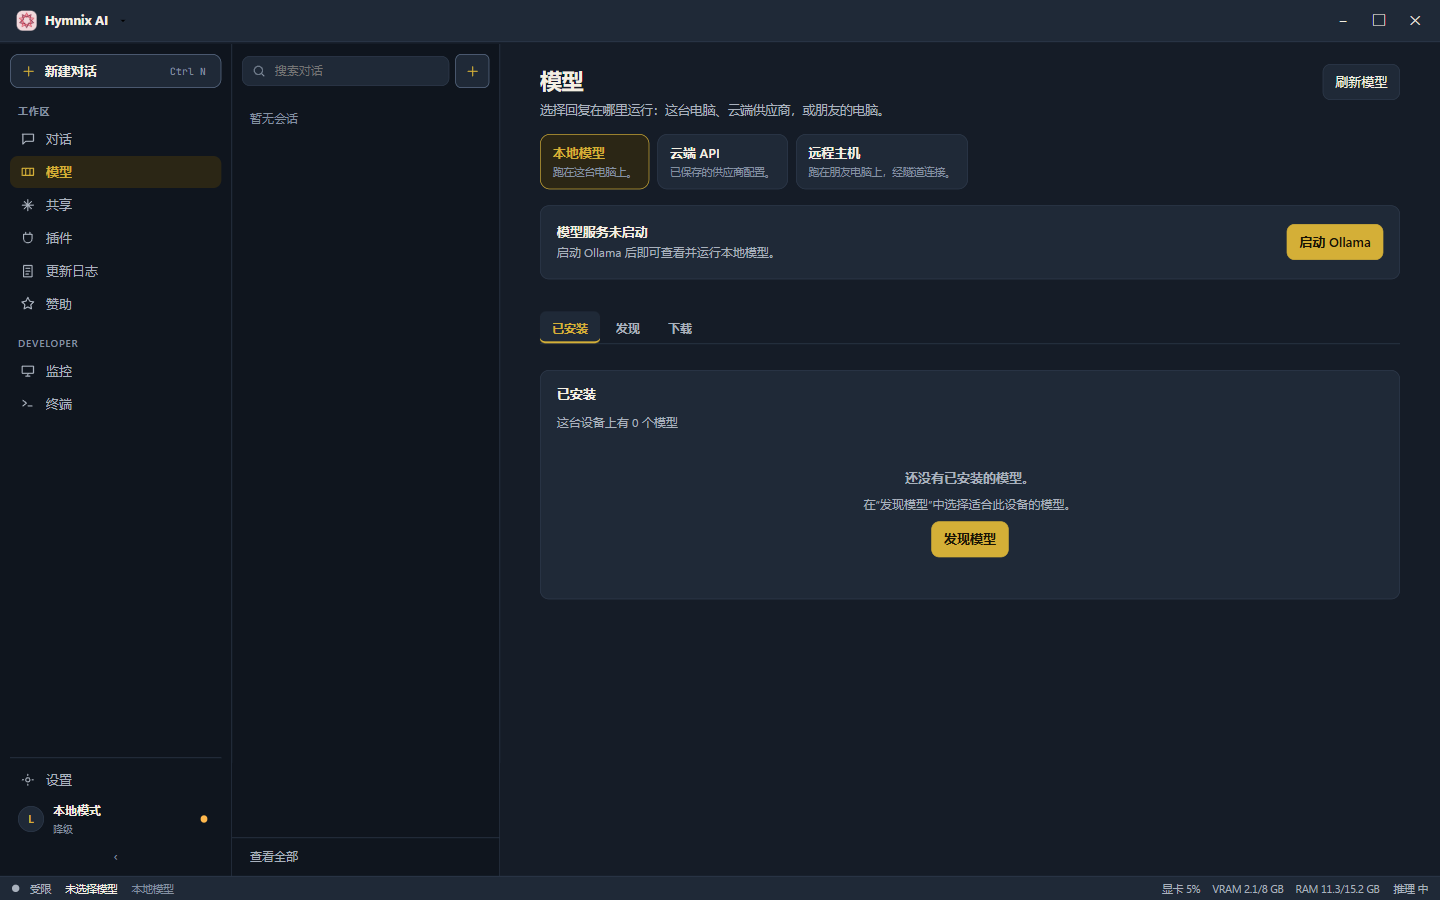 Hymnix AI
新建对话 Ctrl N
工作区
对话
模型
共享
插件
更新日志
赞助
DEVELOPER
监控
终端
设置
L
本地模式
降级
搜索对话
暂无会话
查看全部
模型
选择回复在哪里运行：这台电脑、云端供应商，或朋友的电脑。
刷新模型
本地模型
跑在这台电脑上。
云端 API
已保存的供应商配置。
远程主机
跑在朋友电脑上，经隧道连接。
模型服务未启动
启动 Ollama 后即可查看并运行本地模型。
启动 Ollama
已安装 发现 下载
已安装
这台设备上有 0 个模型
还没有已安装的模型。
在“发现模型”中选择适合此设备的模型。
发现模型
受限 未选择模型 本地模型 显卡 5% VRAM 2.1/8 GB RAM 11.3/15.2 GB 推理 中